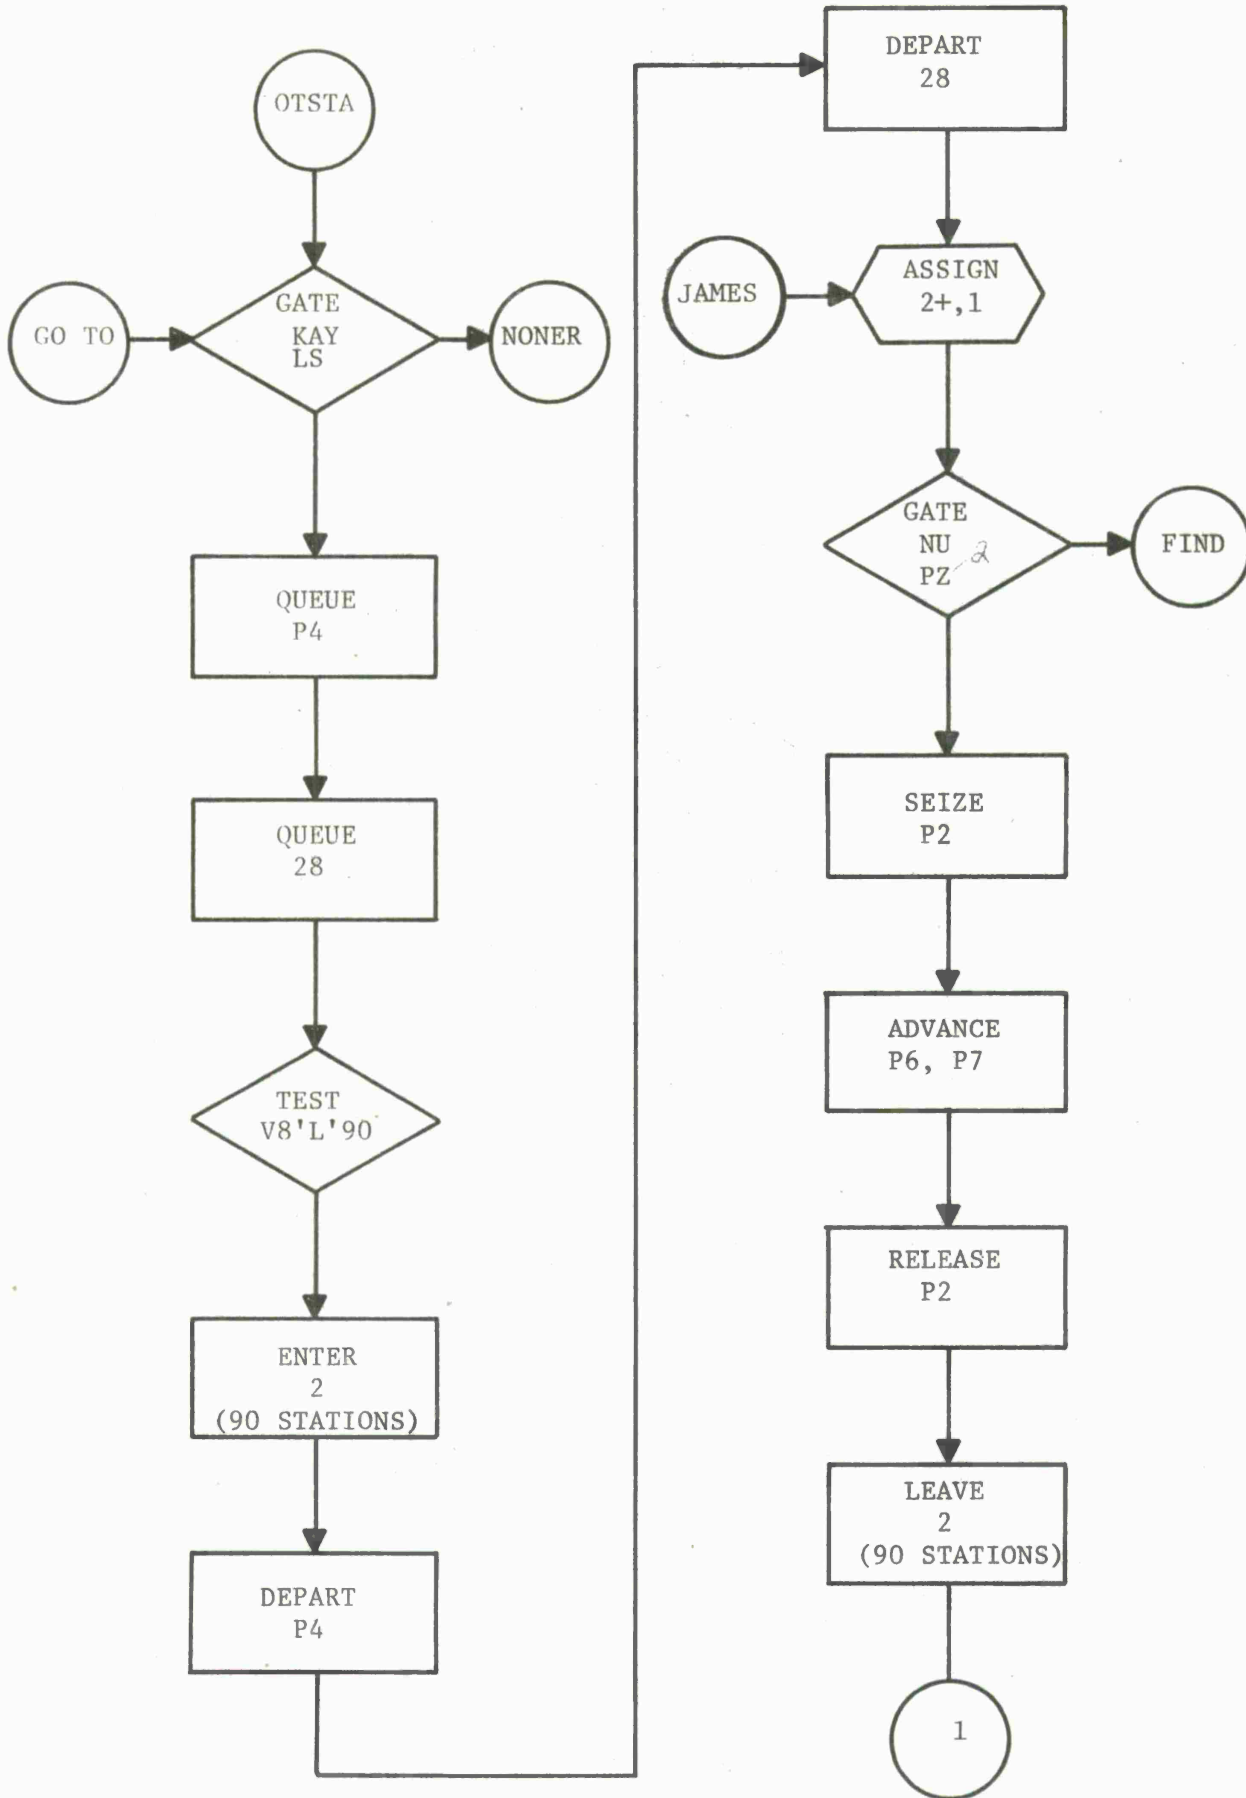 OTSTA
GO TO
GATE
KAY
LS
NONER
QUEUE
P4
QUEUE
28
TEST
V8'L'90
ENTER
2
(90 STATIONS)
DEPART
P4
DEPART
28
JAMES
ASSIGN
2+,1
GATE
NU
PZ 2
FIND
SEIZE
P2
ADVANCE
P6, P7
RELEASE
P2
LEAVE
2
(90 STATIONS)
1